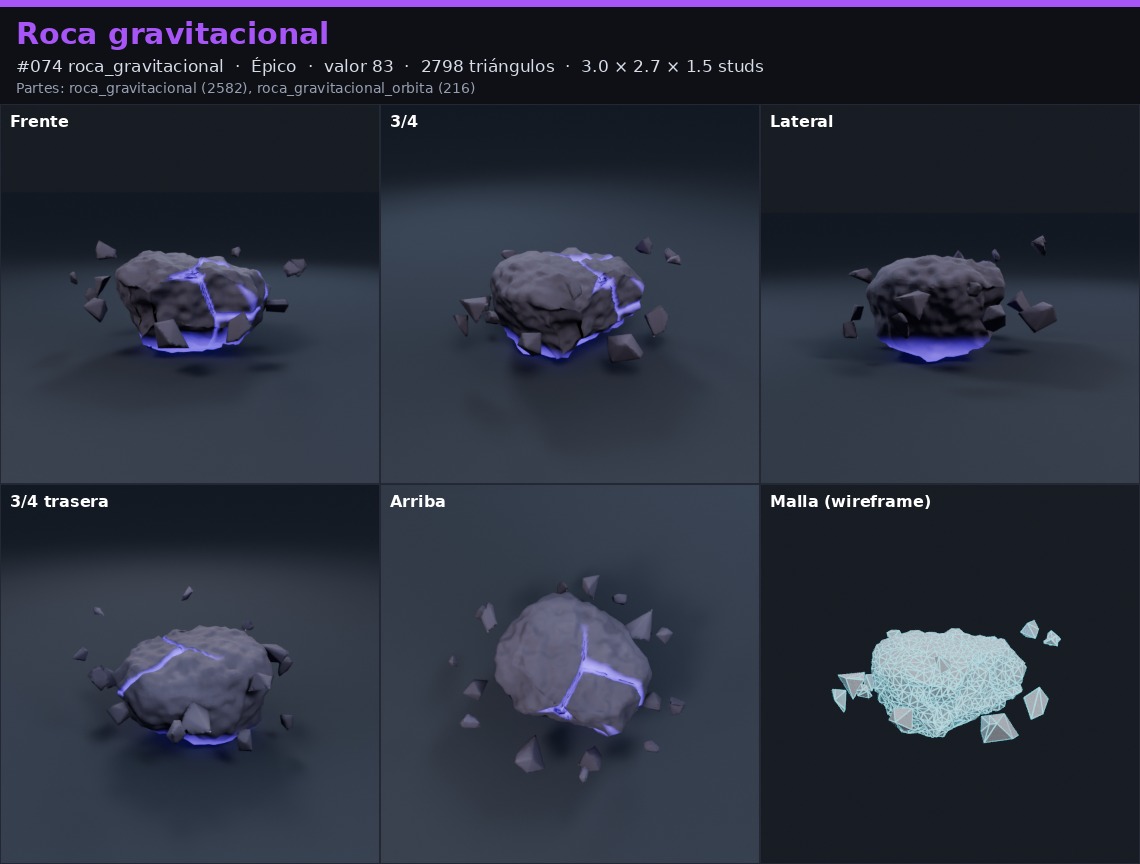 Roca gravitacional
#074 roca_gravitacional · Épico · valor 83 · 2798 triángulos · 3.0 × 2.7 × 1.5 studs
Partes: roca_gravitacional (2582), roca_gravitacional_orbita (216)
Frente
3/4
Lateral
3/4 trasera
Arriba
Malla (wireframe)